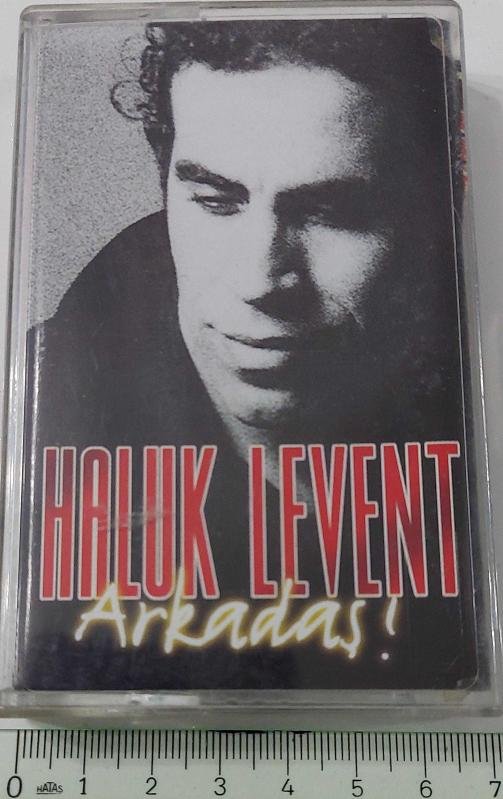 HALUK LEVENT
Arkadaş!
0 HATAS 1 2 3 4 5 6 7